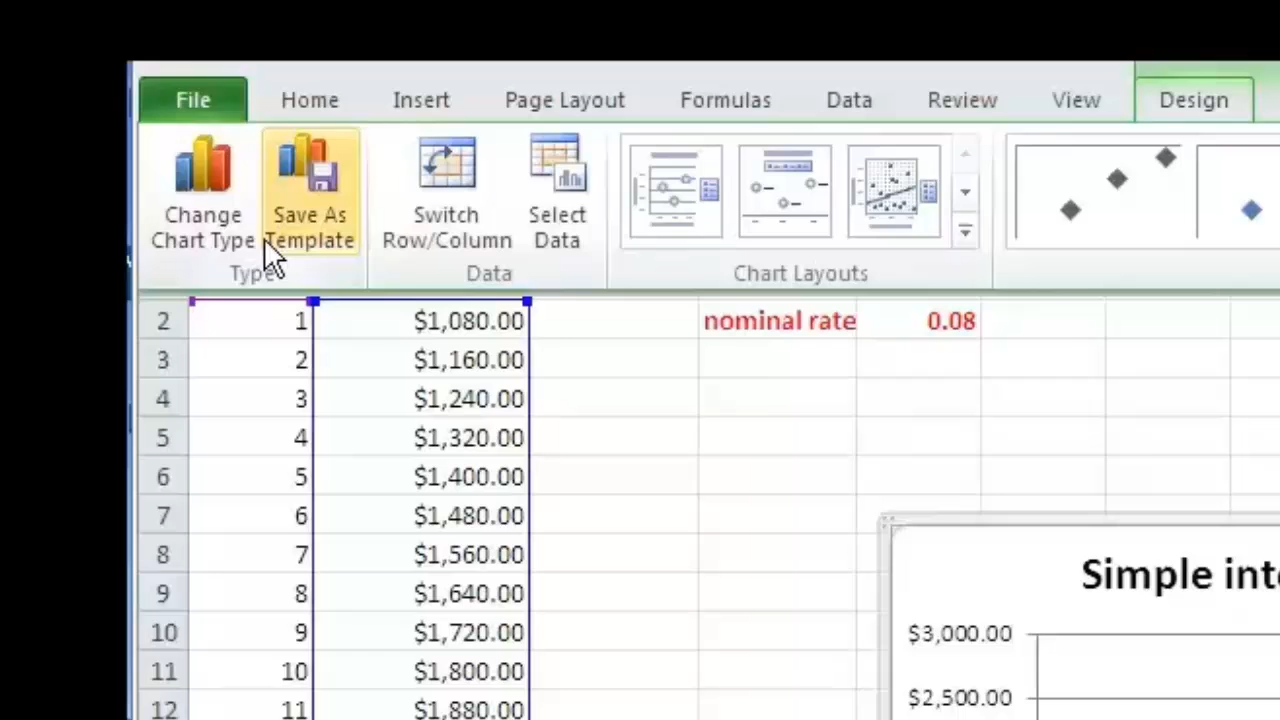 File Home Insert Page Layout Formulas Data Review View Design
Change Chart Type
Save As Template
Switch Row/Column
Select Data
Type Data Chart Layouts
2 1 $1,080.00 nominal rate 0.08
3 2 $1,160.00
4 3 $1,240.00
5 4 $1,320.00
6 5 $1,400.00
7 6 $1,480.00
8 7 $1,560.00
9 8 $1,640.00
10 9 $1,720.00
11 10 $1,800.00
12 11 $1,880.00
Simple inte
$3,000.00
$2,500.00